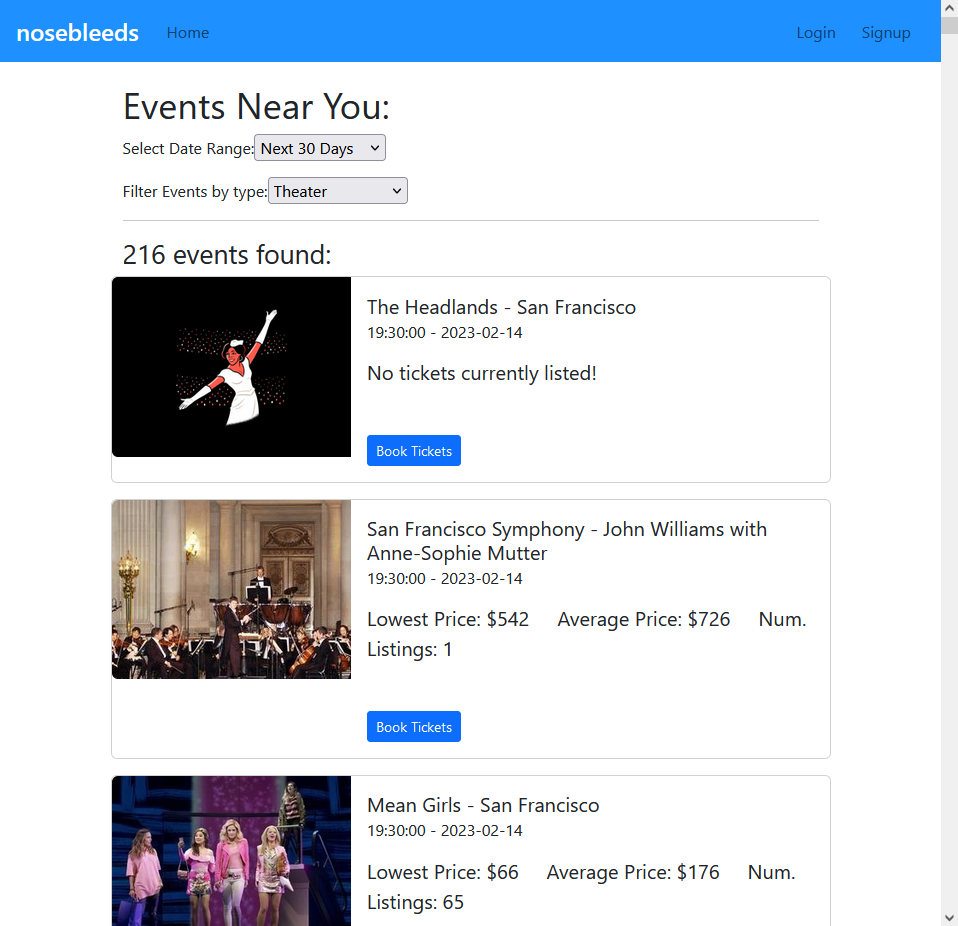 nosebleeds Home Login Signup
Events Near You:
Select Date Range: Next 30 Days
Filter Events by type: Theater
216 events found:
The Headlands - San Francisco
19:30:00 - 2023-02-14
No tickets currently listed!
Book Tickets
San Francisco Symphony - John Williams with
Anne-Sophie Mutter
19:30:00 - 2023-02-14
Lowest Price: $542 Average Price: $726 Num.
Listings: 1
Book Tickets
Mean Girls - San Francisco
19:30:00 - 2023-02-14
Lowest Price: $66 Average Price: $176 Num.
Listings: 65